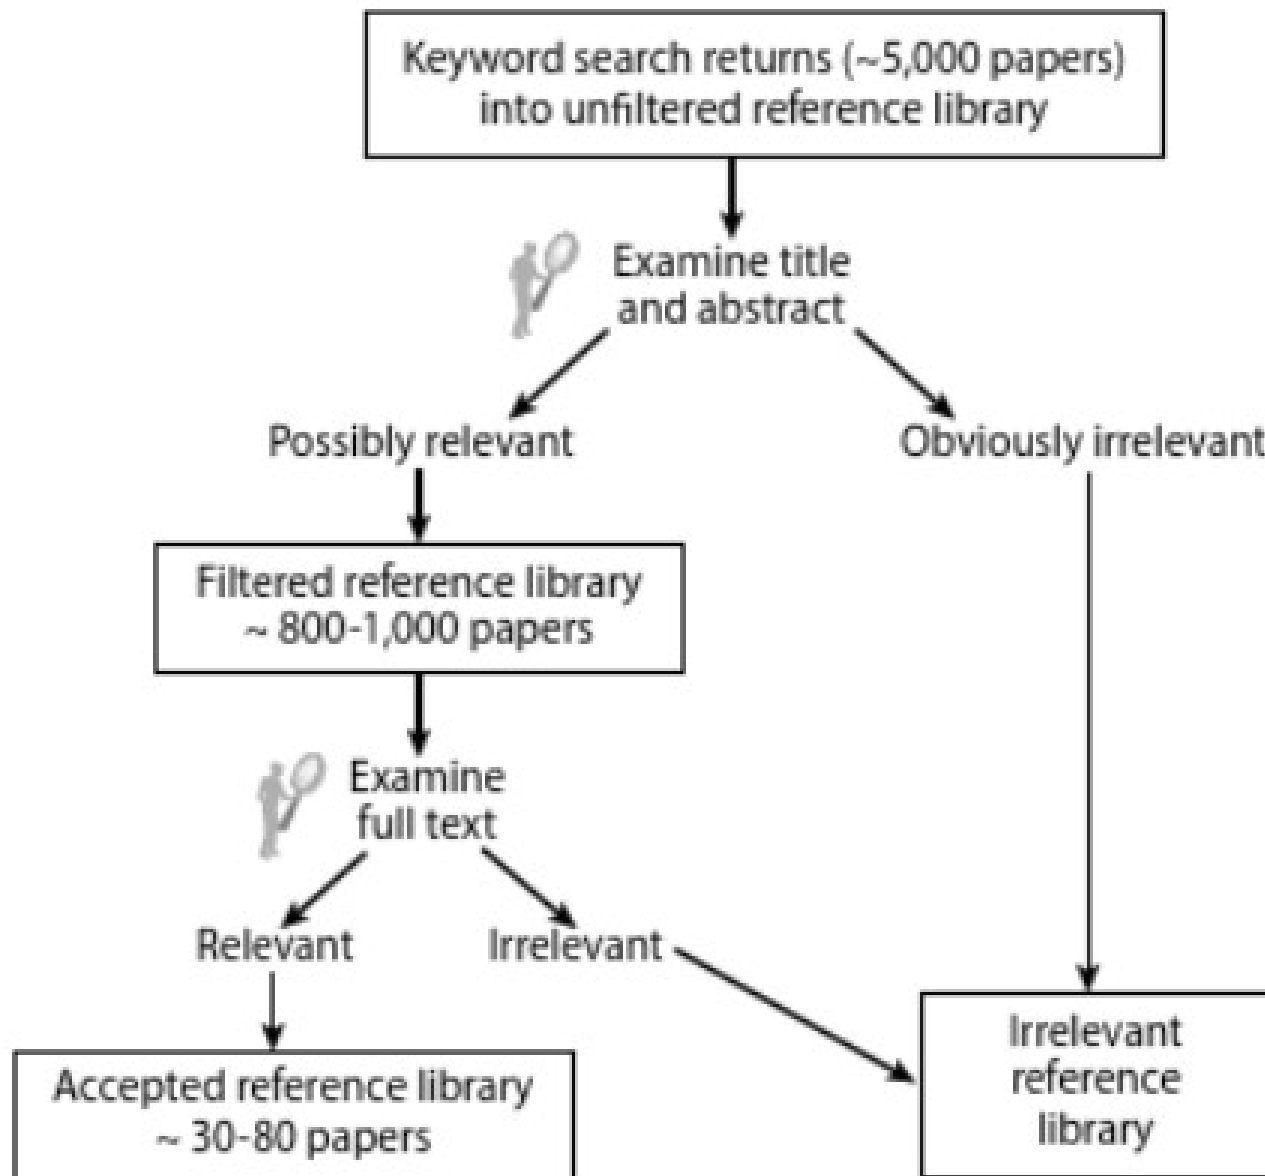 Keyword search returns (~5,000 papers)
into unfiltered reference library
Examine title
and abstract
Possibly relevant
Obviously irrelevant
Filtered reference library
~ 800-1,000 papers
Examine
full text
Relevant
Irrelevant
Accepted reference library
~ 30-80 papers
Irrelevant
reference
library